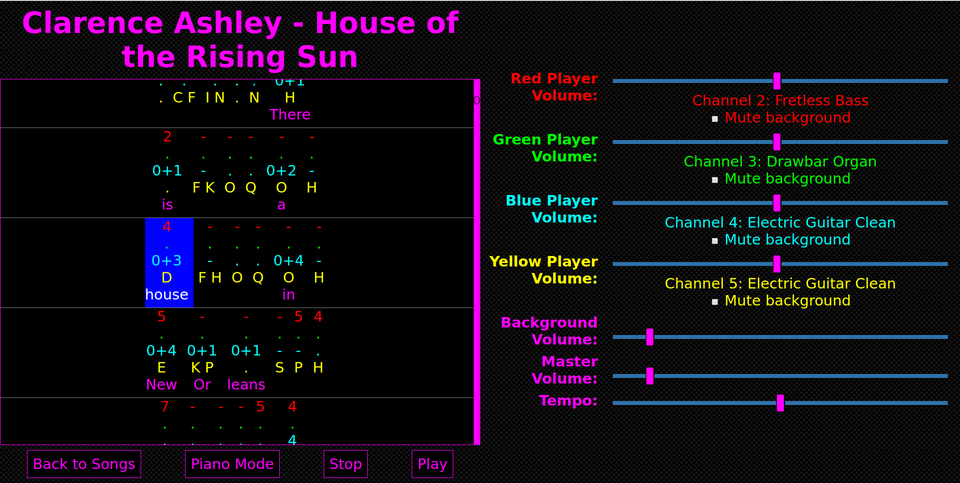 Clarence Ashley - House of
the Rising Sun
. . . . . . 0+1
. C F I N . N H
There
2 - - - - -
. . . . . .
0+1 - . . 0+2 -
. F K O Q O H
is a
4 - - - - -
. . . . . .
0+3 - . . 0+4 -
D F H O Q O H
house in
5 - - - 5 4
. . . . . .
0+4 0+1 0+1 - - .
E K P . S P H
New Or leans
7 - - - 5 4
. . . . . .
4
Back to Songs
Piano Mode
Stop
Play
Red Player
Volume:
Channel 2: Fretless Bass
Mute background
Green Player
Volume:
Channel 3: Drawbar Organ
Mute background
Blue Player
Volume:
Channel 4: Electric Guitar Clean
Mute background
Yellow Player
Volume:
Channel 5: Electric Guitar Clean
Mute background
Background
Volume:
Master
Volume:
Tempo: